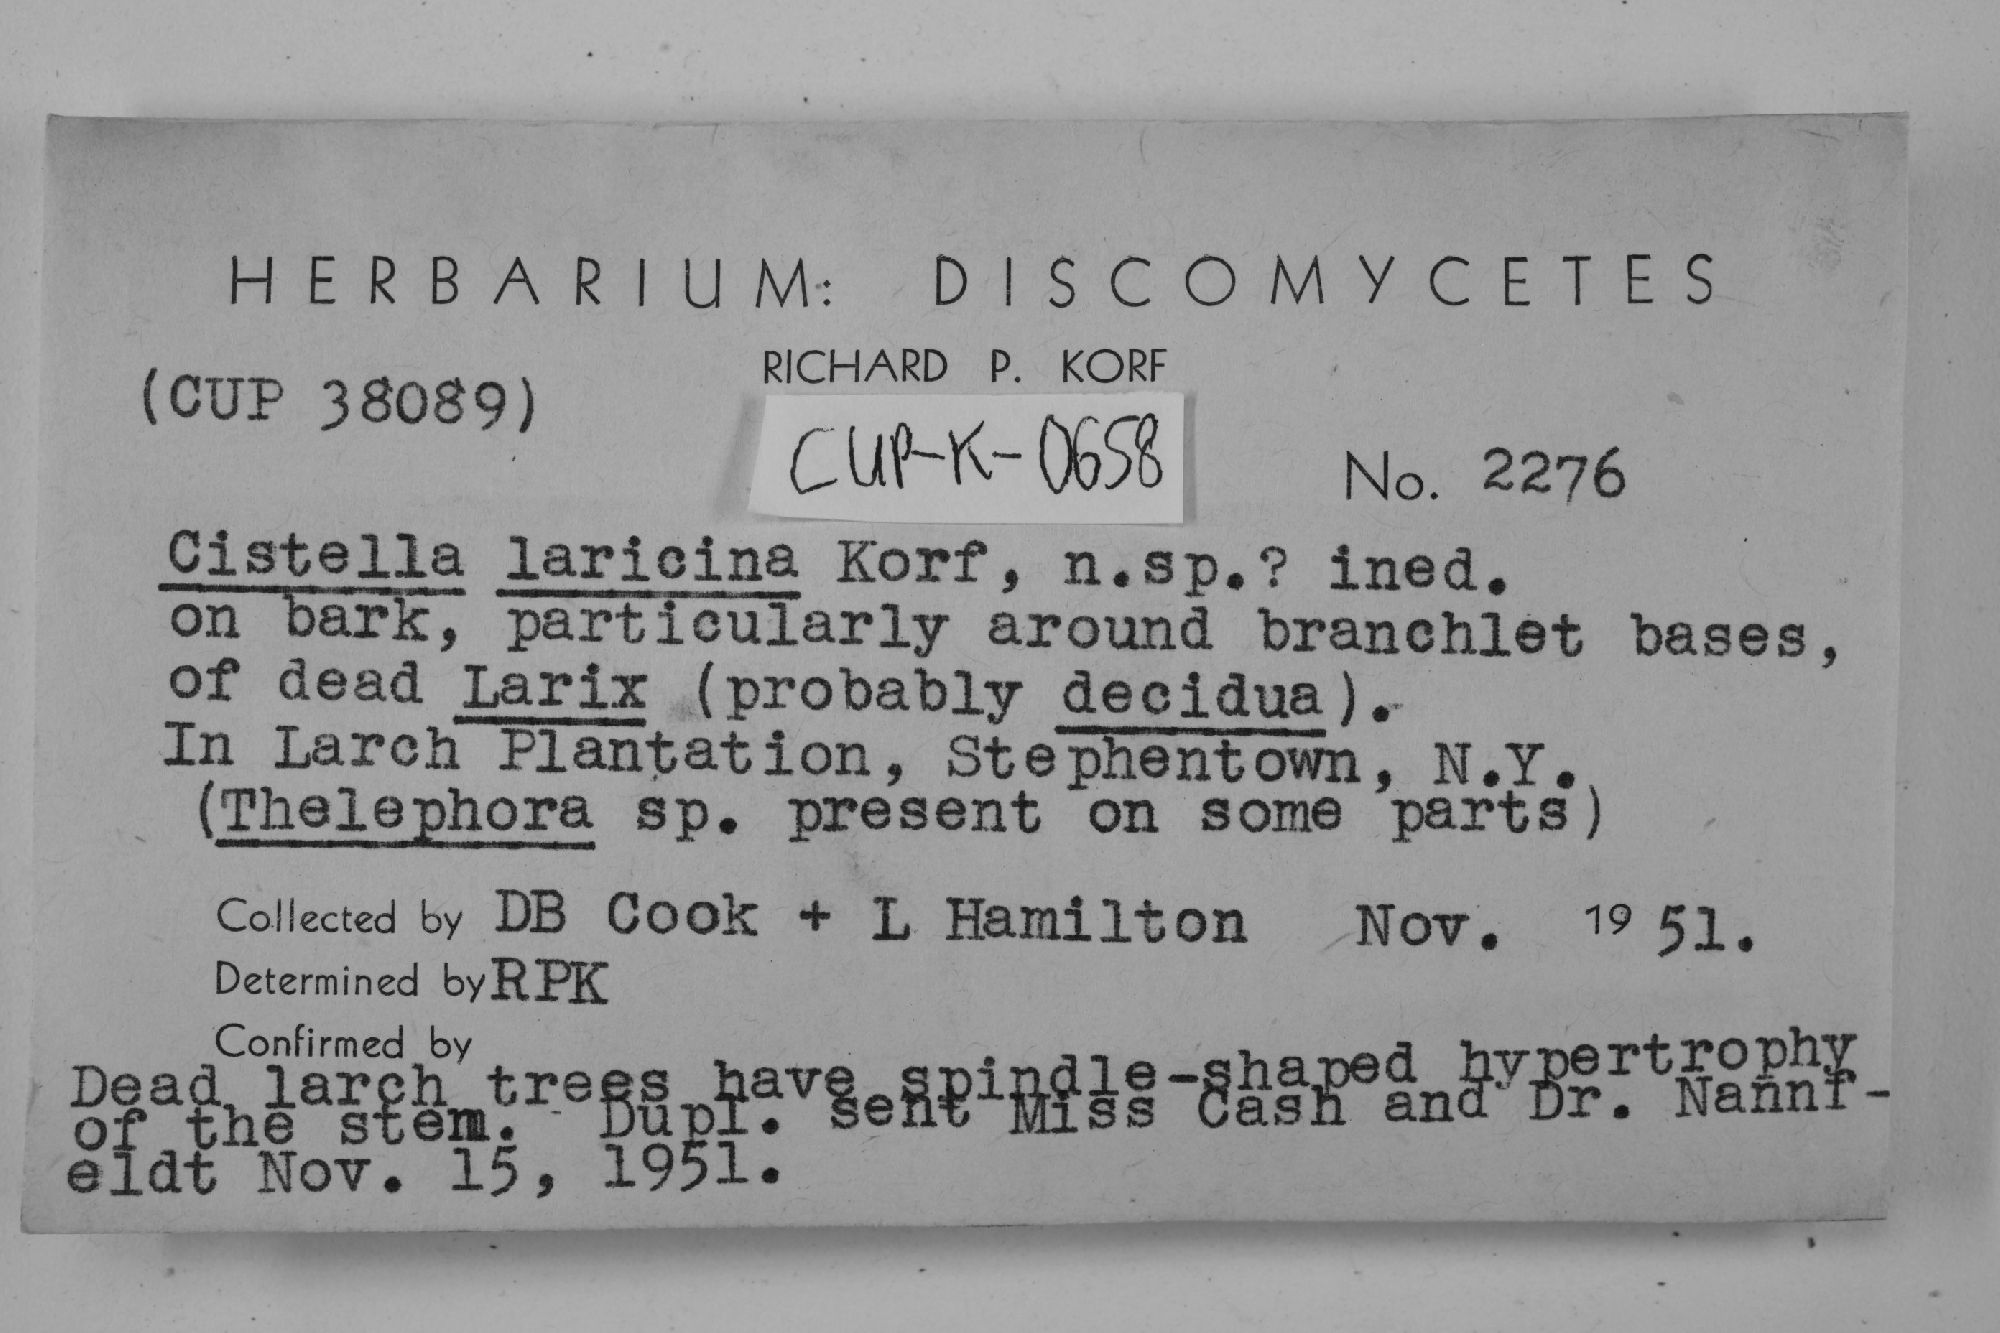 HERBARIUM: DISCOMYCETES
RICHARD P. KORF
(CUP 38089)
CUP-K-0658
No. 2276
Cistella laricina Korf, n.sp.? ined.
on bark, particularly around branchlet bases,
of dead Larix (probably decidua).
In Larch Plantation, Stephentown, N.Y.
(Thelephora sp. present on some parts)
Collected by DB Cook + L Hamilton Nov. 1951.
Determined by RPK
Confirmed by
Dead larch trees have spindle-shaped hypertrophy
of the stem. Dupl. sent Miss Cash and Dr. Nannf-
eldt Nov. 15, 1951.